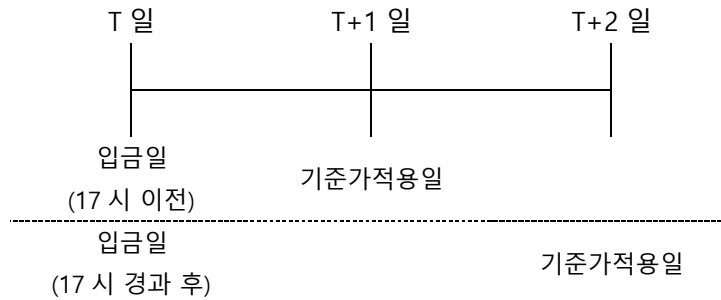 T 일 T+1 일 T+2 일
입금일
(17 시 이전)
기준가적용일
입금일
(17 시 경과 후)
기준가적용일